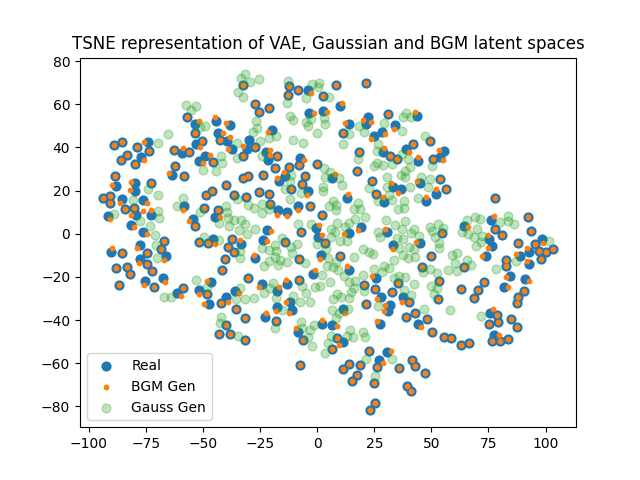 TSNE representation of VAE, Gaussian and BGM latent spaces
80
60
40
20
0
−20
−40
−60
−80
Real
BGM Gen
Gauss Gen
−100 −75 −50 −25 0 25 50 75 100